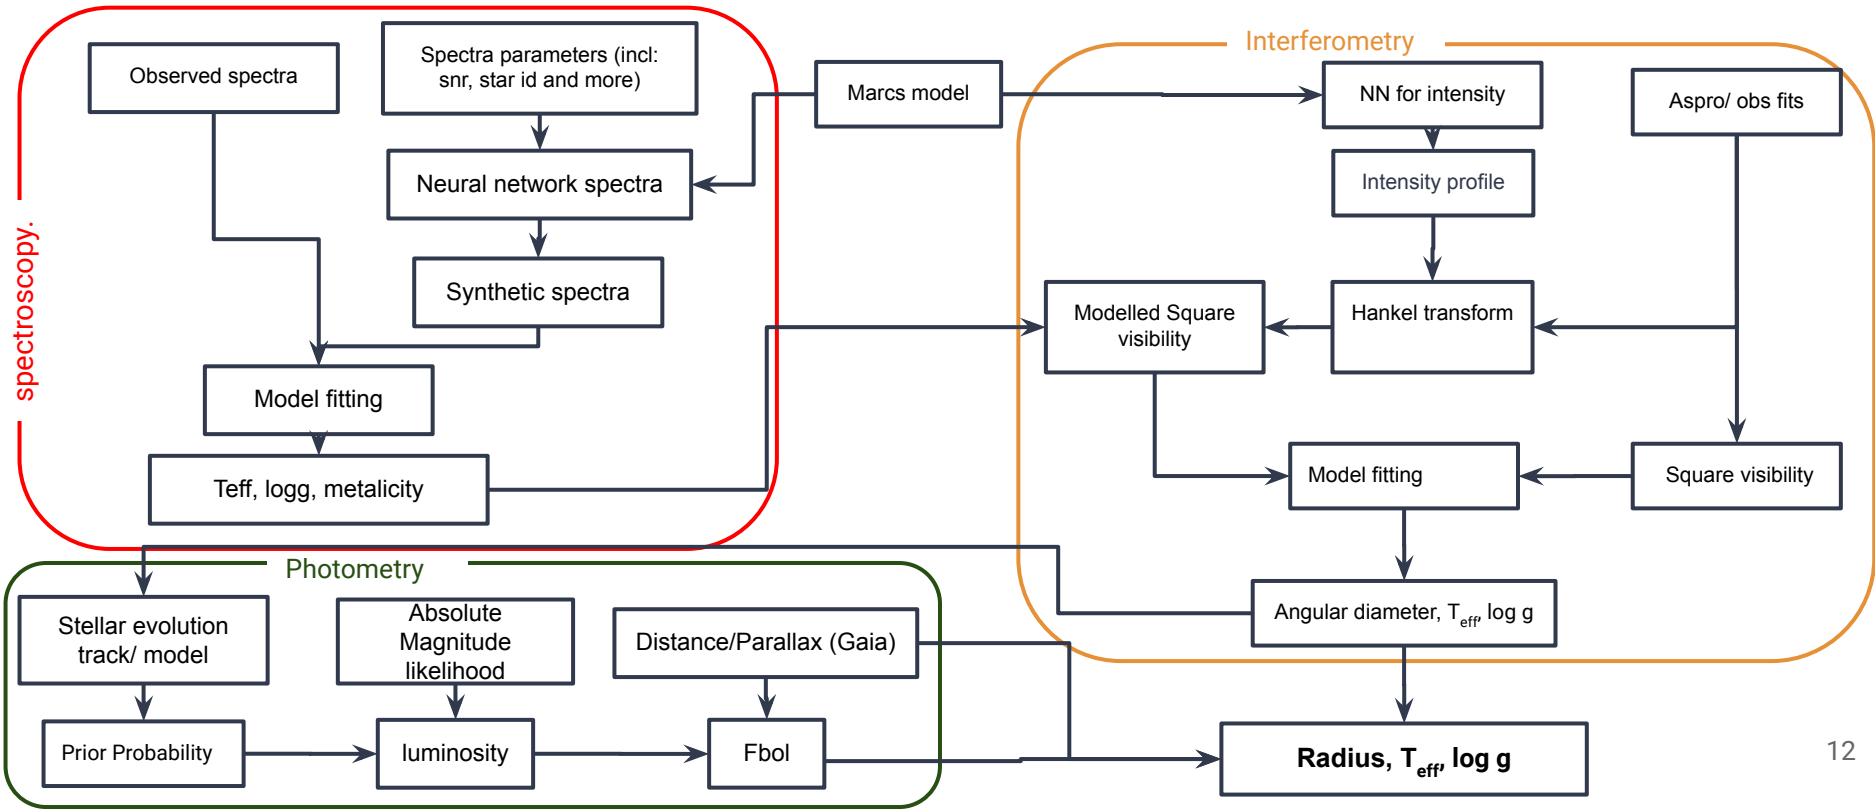 Interferometry
Spectra parameters (incl:
snr, star id and more)
Observed spectra
Marcs model
NN for intensity
Aspro/ obs fits
Neural network spectra
Intensity profile
spectroscopy.
Synthetic spectra
Modelled Square
visibility
Hankel transform
Model fitting
Teff, logg, metalicity
Model fitting
Square visibility
Photometry
Stellar evolution
track/ model
Absolute
Magnitude
likelihood
Distance/Parallax (Gaia)
Angular diameter, Teff, log g
Prior Probability
luminosity
Fbol
Radius, Teff, log g
12